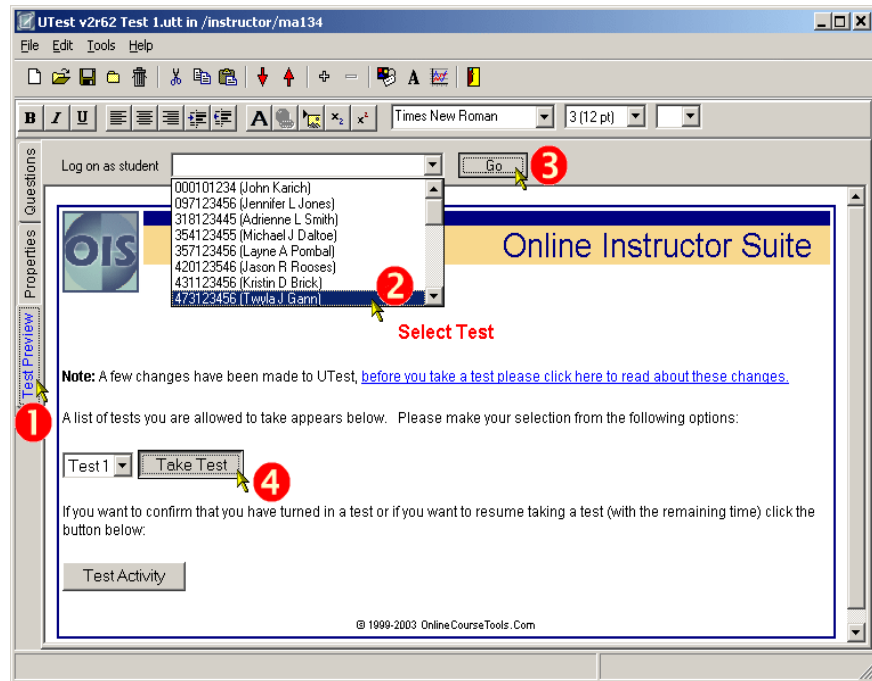 UTest v2r62 Test 1.utt in /instructor/ma134
File Edit Tools Help
B I U A x₂ x² Times New Roman 3 (12 pt)
Questions
Properties
Test Preview
1
Log on as student Go 3
000101234 (John Karich)
097123456 (Jennifer L Jones)
318123445 (Adrienne L Smith)
354123455 (Michael J Daltoe)
357123456 (Layne A Pombal)
420123546 (Jason R Rooses)
431123456 (Kristin D Brick)
473123456 (Twyla J Gann) 2
OIS Online Instructor Suite
Select Test
Note: A few changes have been made to UTest, before you take a test please click here to read about these changes.
A list of tests you are allowed to take appears below. Please make your selection from the following options:
Test 1 Take Test 4
If you want to confirm that you have turned in a test or if you want to resume taking a test (with the remaining time) click the
button below:
Test Activity
© 1999-2003 OnlineCourseTools.Com